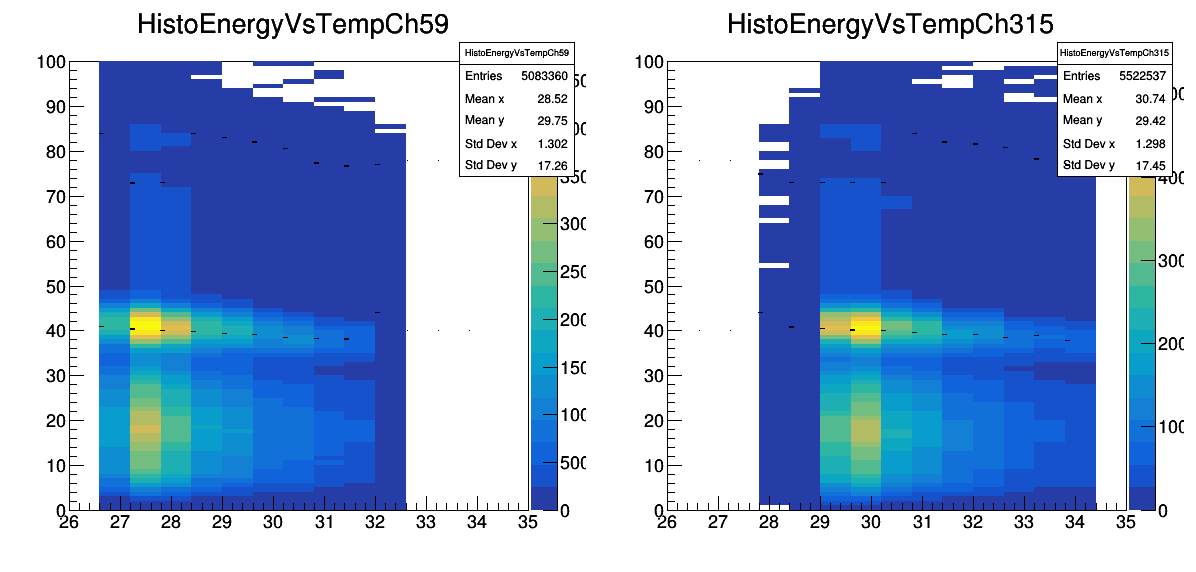 HistoEnergyVsTempCh59
HistoEnergyVsTempCh59
Entries 5083360
Mean x 28.52
Mean y 29.75
Std Dev x 1.302
Std Dev y 17.26
100
90
80
70
60
50
40
30
20
10
0
26 27 28 29 30 31 32 33 34 35
350
300
250
200
150
100
500
0
HistoEnergyVsTempCh315
HistoEnergyVsTempCh315
Entries 5522537
Mean x 30.74
Mean y 29.42
Std Dev x 1.298
Std Dev y 17.45
100
90
80
70
60
50
40
30
20
10
0
26 27 28 29 30 31 32 33 34 35
400
300
200
100
0